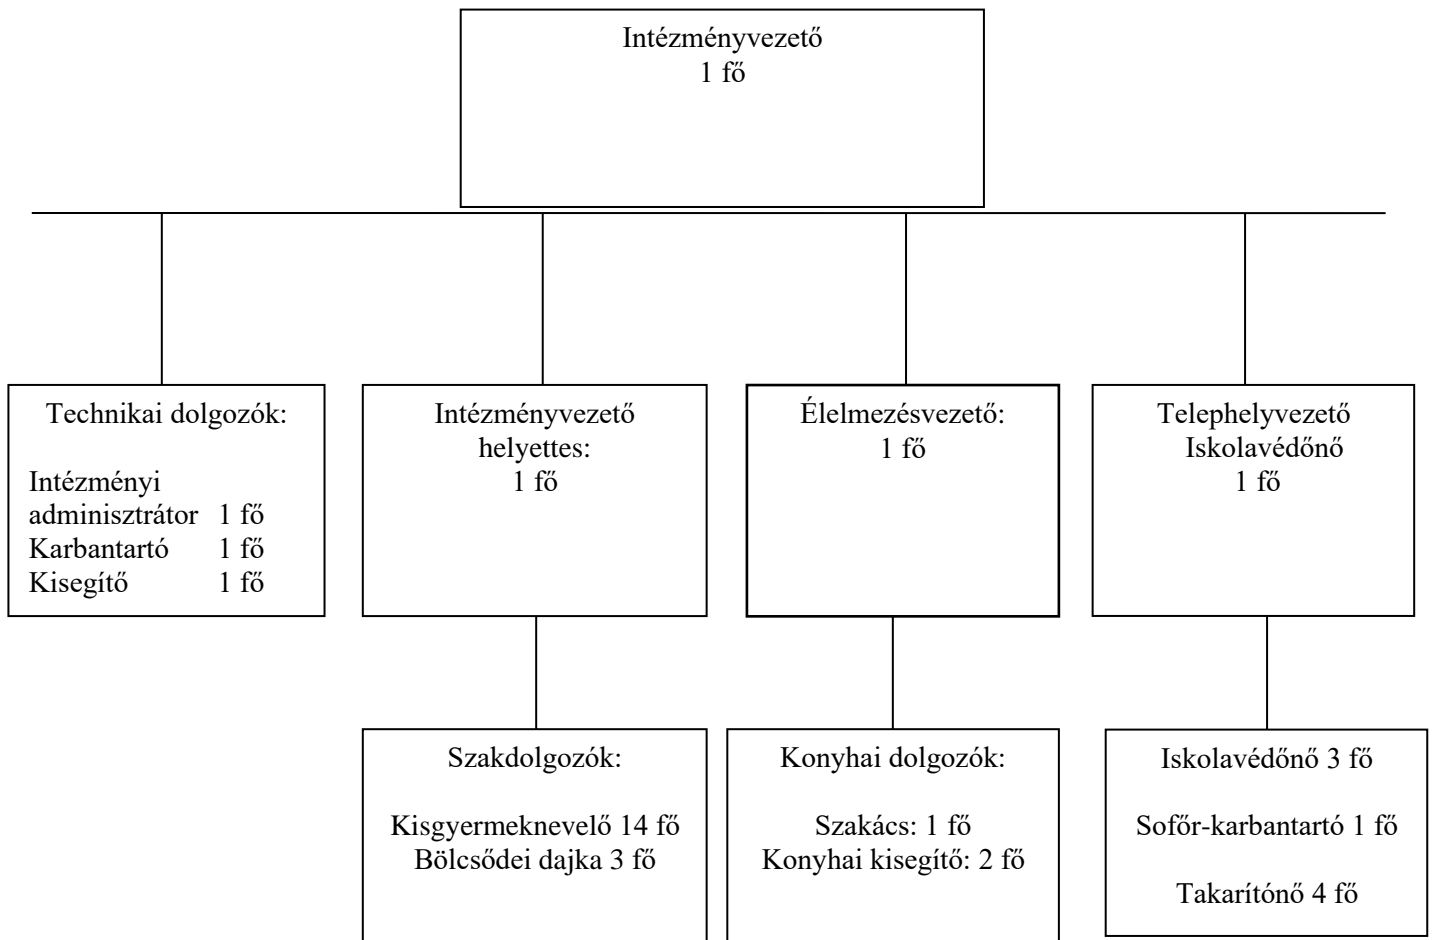 Intézményvezető
1 fő
Technikai dolgozók:
Intézményi
adminisztrátor 1 fő
Karbantartó 1 fő
Kisegítő 1 fő
Intézményvezető
helyettes:
1 fő
Élelmezésvezető:
1 fő
Telephelyvezető
Iskolavédőnő
1 fő
Szakdolgozók:
Kisgyermeknevelő 14 fő
Bölcsődei dajka 3 fő
Konyhai dolgozók:
Szakács: 1 fő
Konyhai kisegítő: 2 fő
Iskolavédőnő 3 fő
Sofőr-karbantartó 1 fő
Takarítónő 4 fő